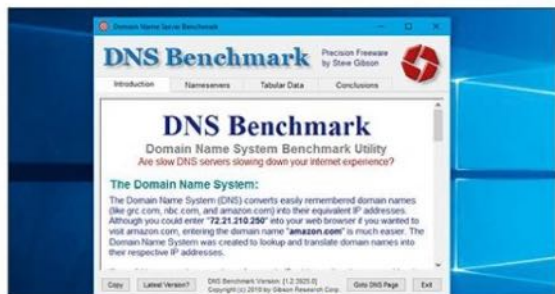 Domain Name Server Benchmark
DNS Benchmark
Precision Freeware
by Steve Gibson
Introduction
Nameservers
Tabular Data
Conclusions
DNS Benchmark
Domain Name System Benchmark Utility
Are slow DNS servers slowing down your internet experience?
The Domain Name System:
The Domain Name System (DNS) converts easily remembered domain names
(like grc.com, nbc.com, and amazon.com) into their equivalent IP addresses.
Although you could enter "72.21.210.250" into your web browser if you wanted to
visit amazon.com, entering the domain name "amazon.com" is much easier. The
Domain Name System was created to lookup and translate domain names into
their respective IP addresses.
Copy
Latest Version?
DNS Benchmark Version: [1.2.3925.0]
Copyright (c) 2010 by Gibson Research Corp.
Goto DNS Page
Exit